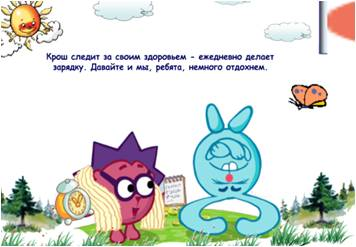 Крош следит за своим здоровьем - ежедневно делает
зарядку. Давайте и мы, ребята, немного отдохнем.